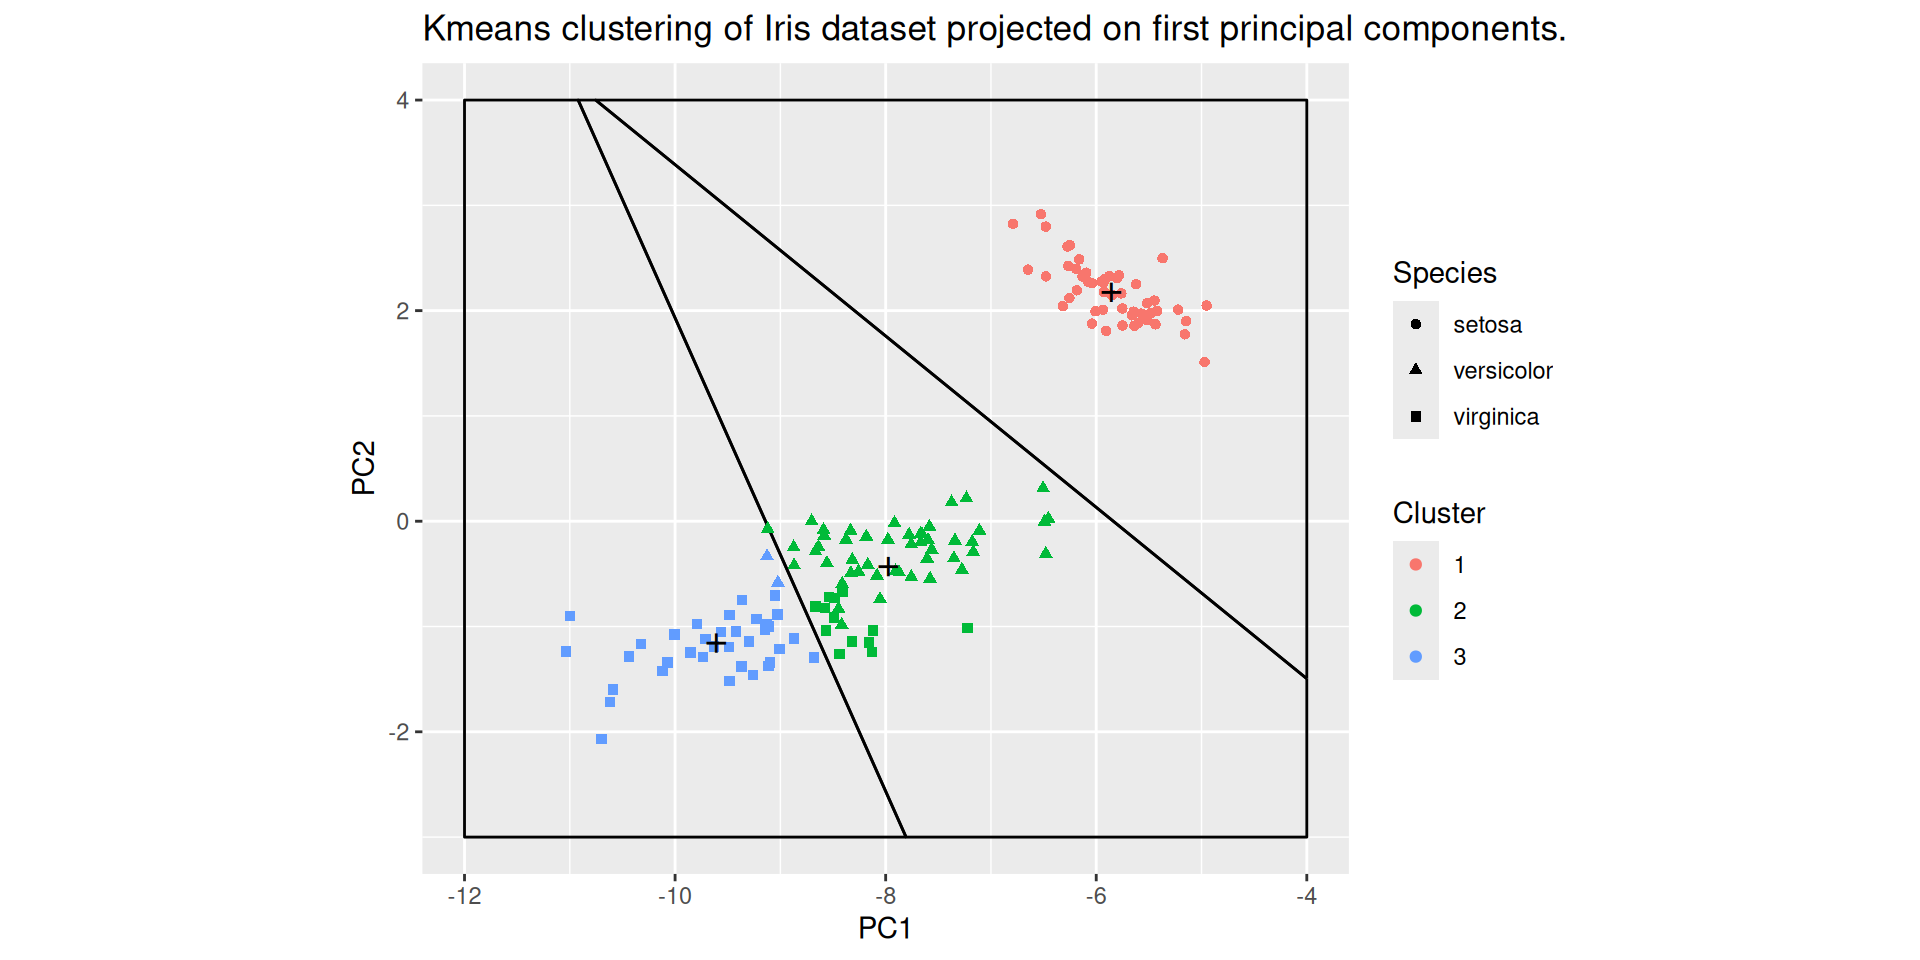 Kmeans clustering of Iris dataset projected on first principal components.
4
2
0
-2
PC2
-12
-10
-8
-6
-4
PC1
Species
setosa
versicolor
virginica
Cluster
1
2
3